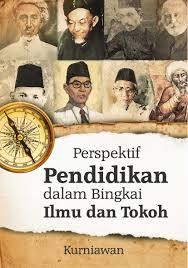 Perspektif
Pendidikan
dalam Bingkai
Ilmu dan Tokoh
Kurniawan